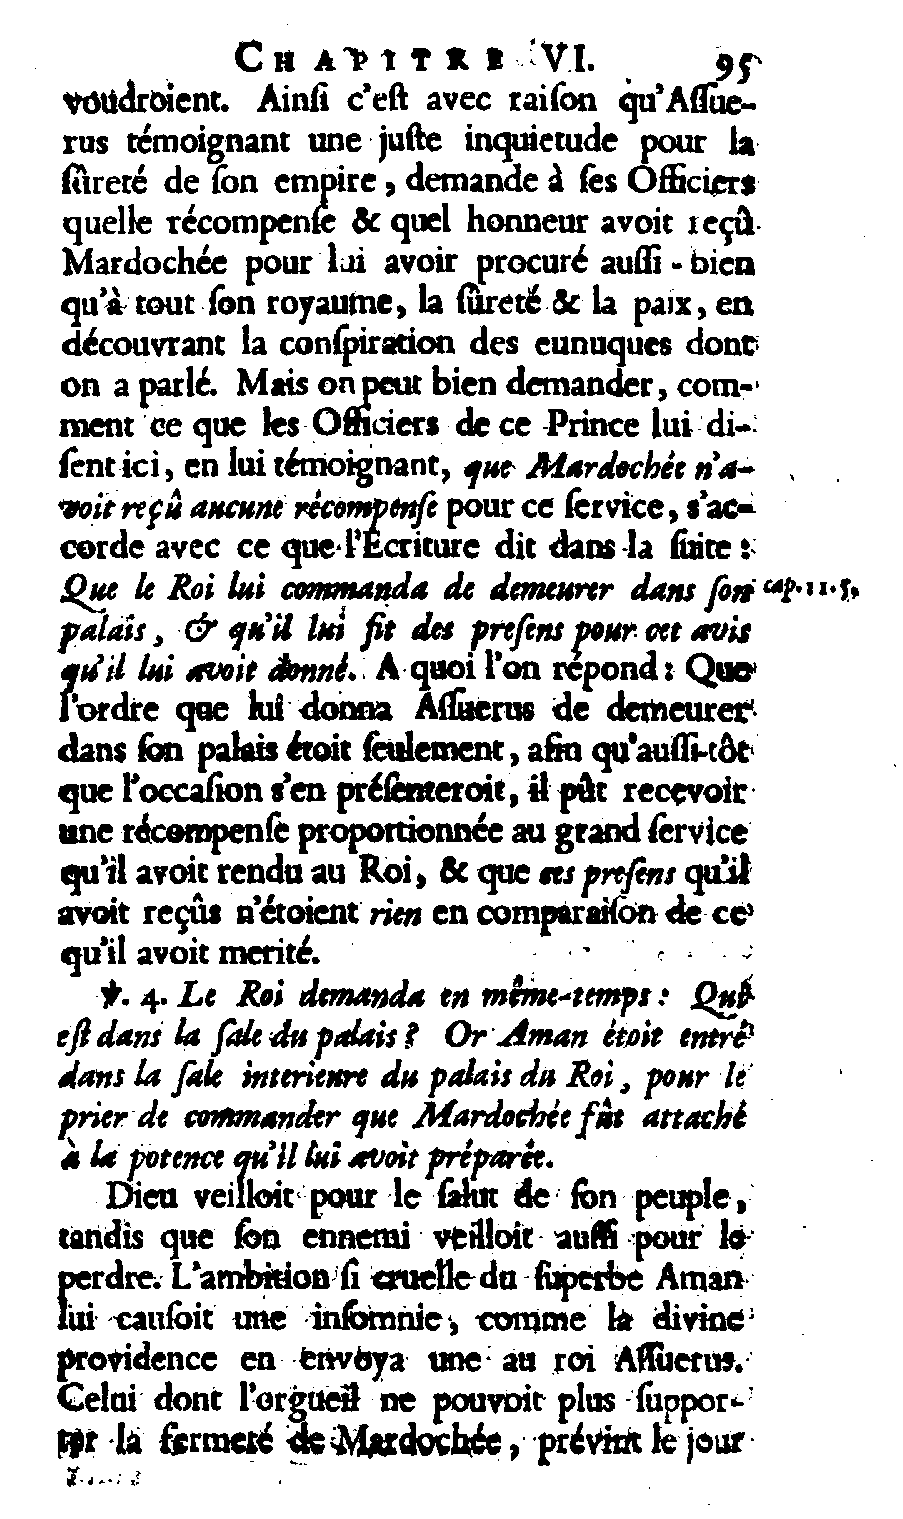 CHAPITRE VI. 95
voudroient. Ainſi c'eſt avec raiſon qu'Aſſue-
rus témoignant une juſte inquietude pour la
ſûreté de ſon empire, demande à ſes Officiers
quelle récompenſe & quel honneur avoit reçû
Mardochée pour lui avoir procuré auſſi-bien
qu'à tout ſon royaume, la ſûreté & la paix, en
découvrant la conſpiration des eunuques dont
on a parlé. Mais on peut bien demander, com-
ment ce que les Officiers de ce Prince lui di-
ſent ici, en lui témoignant, que Mardochée n'a-
voit reçû aucune récompenſe pour ce ſervice, s'ac-
corde avec ce que l'Ecriture dit dans la ſuite :
Que le Roi lui commanda de demeurer dans ſon cap. 11. 5.
palais, & qu'il lui fit des preſens pour cet avis
qu'il lui avoit donné. A quoi l'on répond : Que
l'ordre que lui donna Aſſuerus de demeurer
dans ſon palais étoit ſeulement, afin qu'auſſi-tôt
que l'occaſion s'en préſenteroit, il pût recevoir
une récompenſe proportionnée au grand ſervice
qu'il avoit rendu au Roi, & que ces preſens qu'il
avoit reçûs n'étoient rien en comparaiſon de ce
qu'il avoit merité.
℣. 4. Le Roi demanda en même-temps : Qui
eſt dans la ſale du palais ? Or Aman étoit entré
dans la ſale interieure du palais du Roi, pour le
prier de commander que Mardochée fût attaché
à la potence qu'il lui avoit préparée.
Dieu veilloit pour le ſalut de ſon peuple,
tandis que ſon ennemi veilloit auſſi pour le
perdre. L'ambition ſi cruelle du ſuperbe Aman
lui cauſoit une inſomnie, comme la divine
providence en envoya une au roi Aſſuerus.
Celui dont l'orgueil ne pouvoit plus ſuppor-
ter la fermeté de Mardochée, prévint le jour